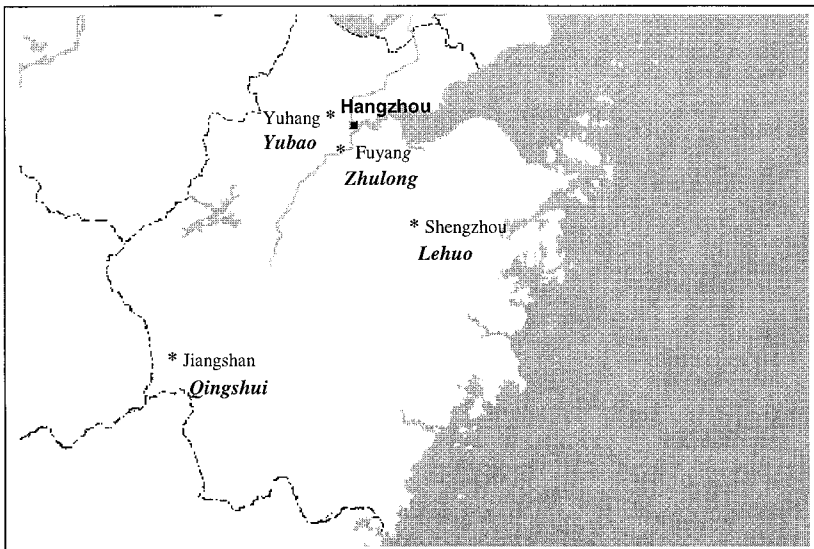 Hangzhou
Yuhang *
Yubao
* Fuyang
Zhulong
* Shengzhou
Lehuo
* Jiangshan
Qingshui